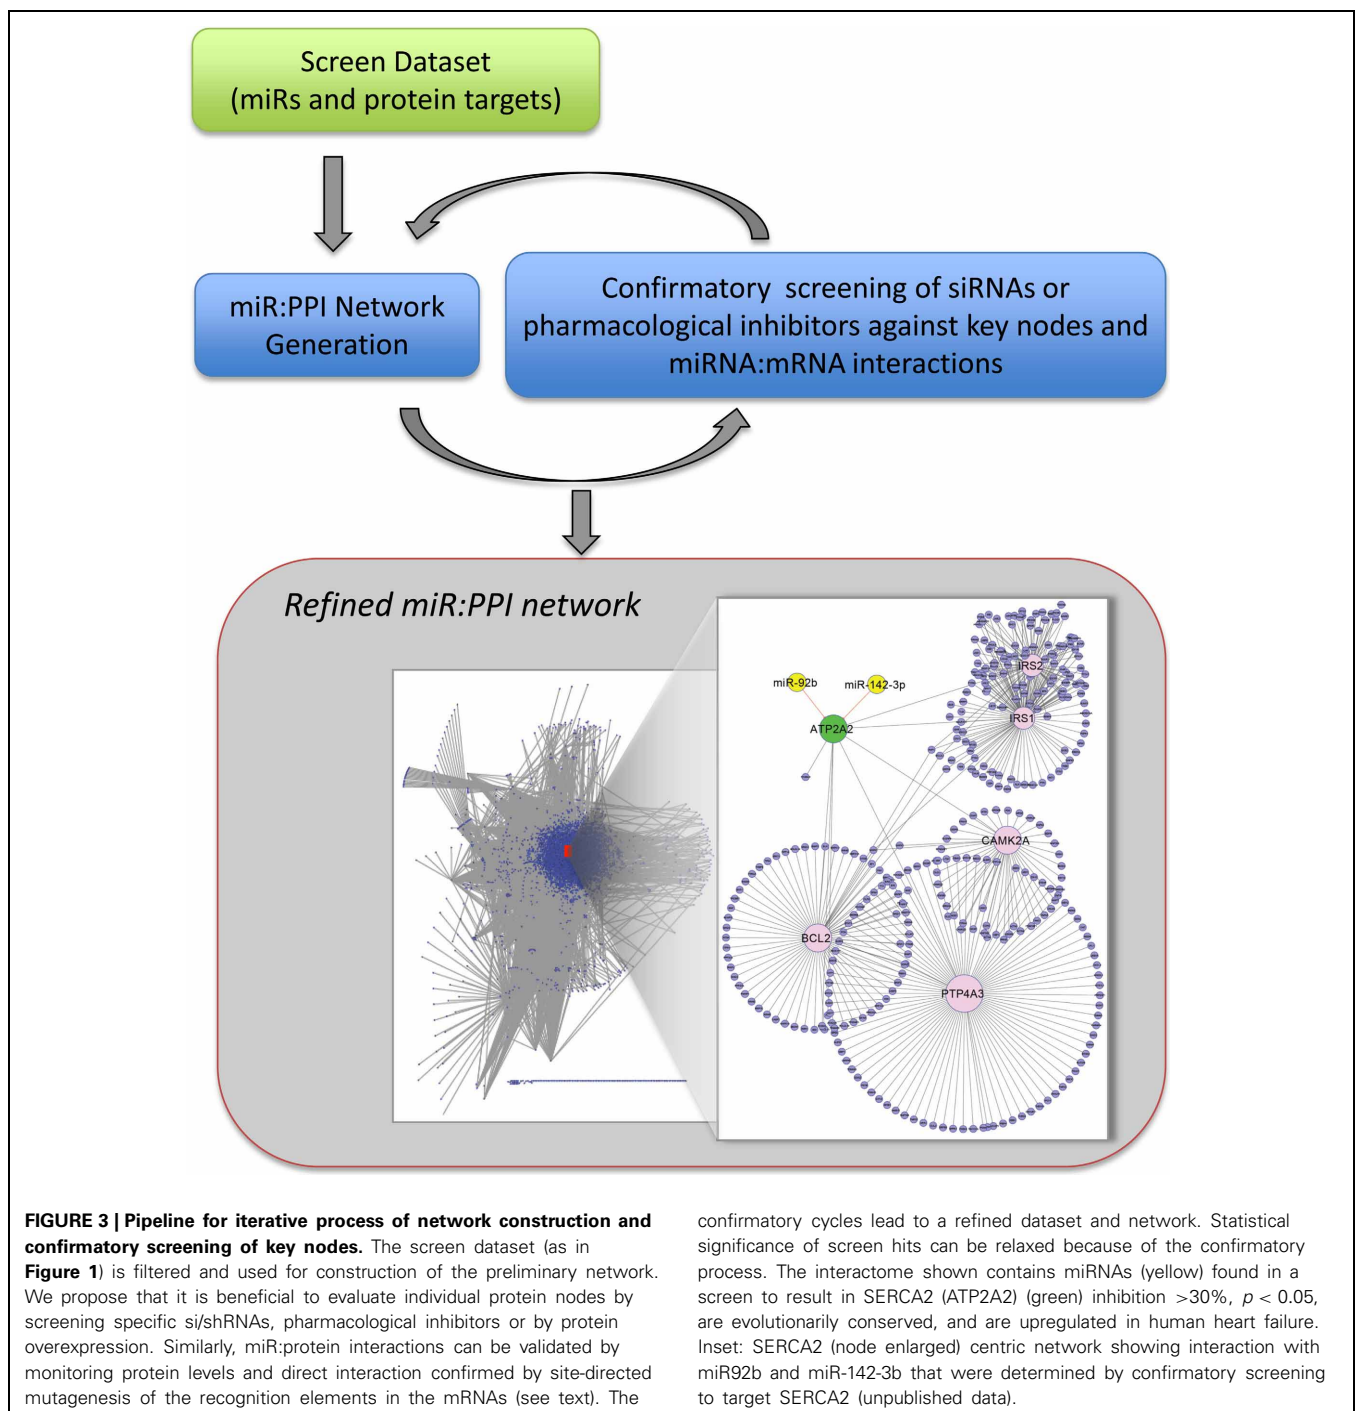 Screen Dataset
(miRs and protein targets)
miR:PPI Network
Generation
Confirmatory screening of siRNAs or
pharmacological inhibitors against key nodes and
miRNA:mRNA interactions
Refined miR:PPI network
miR-92b
miR-142-3p
ATP2A2
IRS2
IRS1
CAMK2A
BCL2
PTP4A3
FIGURE 3 | Pipeline for iterative process of network construction and
confirmatory screening of key nodes. The screen dataset (as in
Figure 1) is filtered and used for construction of the preliminary network.
We propose that it is beneficial to evaluate individual protein nodes by
screening specific si/shRNAs, pharmacological inhibitors or by protein
overexpression. Similarly, miR:protein interactions can be validated by
monitoring protein levels and direct interaction confirmed by site-directed
mutagenesis of the recognition elements in the mRNAs (see text). The
confirmatory cycles lead to a refined dataset and network. Statistical
significance of screen hits can be relaxed because of the confirmatory
process. The interactome shown contains miRNAs (yellow) found in a
screen to result in SERCA2 (ATP2A2) (green) inhibition >30%, p < 0.05,
are evolutionarily conserved, and are upregulated in human heart failure.
Inset: SERCA2 (node enlarged) centric network showing interaction with
miR92b and miR-142-3b that were determined by confirmatory screening
to target SERCA2 (unpublished data).